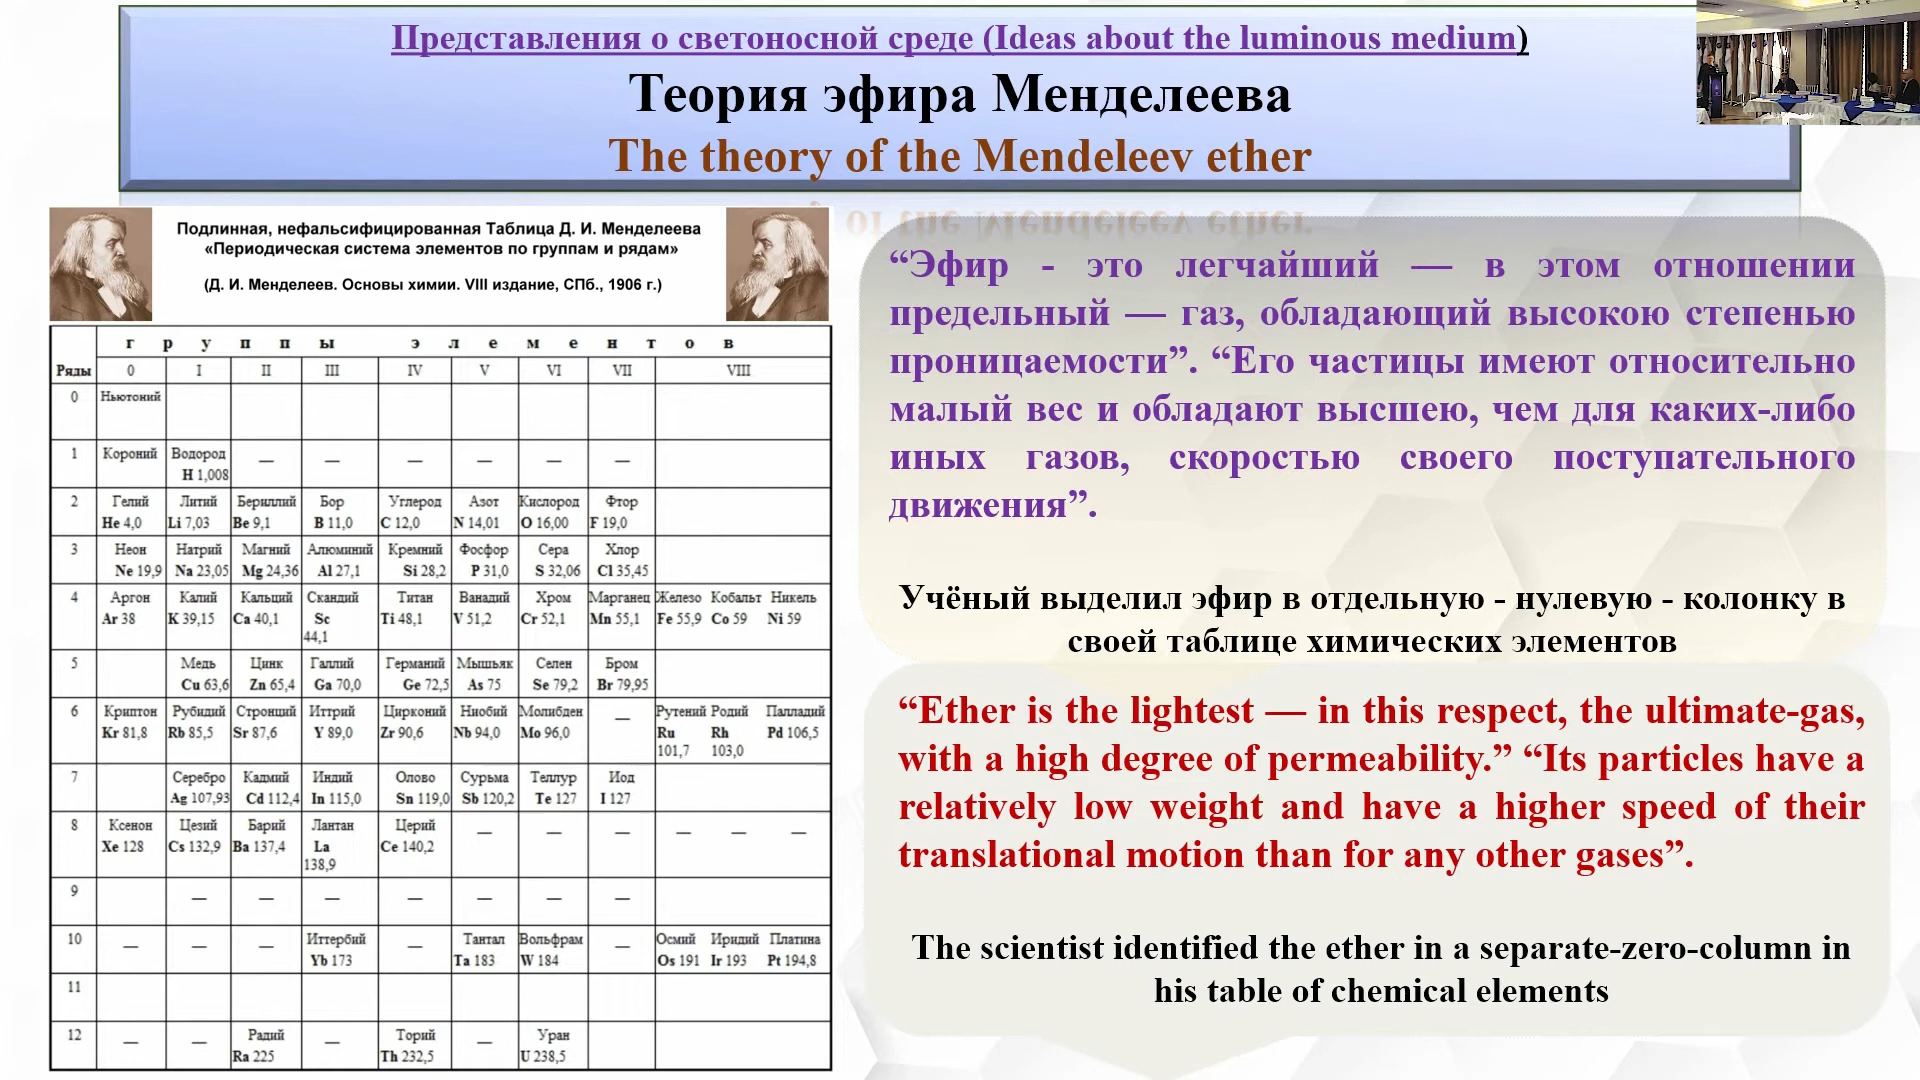 Представления о светоносной среде (Ideas about the luminous medium)
Теория эфира Менделеева
The theory of the Mendeleev ether
Подлинная, нефальсифицированная Таблица Д. И. Менделеева
«Периодическая система элементов по группам и рядам»
(Д. И. Менделеев. Основы химии. VIII издание, СПб., 1906 г.)
группы элементов
Ряды 0 I II III IV V VI VII VIII
0 Ньютоний
1 Короний Водород — — — — — —
H 1,008
2 Гелий Литий Бериллий Бор Углерод Азот Кислород Фтор
He 4,0 Li 7,03 Be 9,1 B 11,0 C 12,0 N 14,01 O 16,00 F 19,0
3 Неон Натрий Магний Алюминий Кремний Фосфор Сера Хлор
Ne 19,9 Na 23,05 Mg 24,36 Al 27,1 Si 28,2 P 31,0 S 32,06 Cl 35,45
4 Аргон Калий Кальций Скандий Титан Ванадий Хром Марганец Железо Кобальт Никель
Ar 38 K 39,15 Ca 40,1 Sc Ti 48,1 V 51,2 Cr 52,1 Mn 55,1 Fe 55,9 Co 59 Ni 59
44,1
5 Медь Цинк Галлий Германий Мышьяк Селен Бром
Cu 63,6 Zn 65,4 Ga 70,0 Ge 72,5 As 75 Se 79,2 Br 79,95
6 Криптон Рубидий Стронций Иттрий Цирконий Ниобий Молибден — Рутений Родий Палладий
Kr 81,8 Rb 85,5 Sr 87,6 Y 89,0 Zr 90,6 Nb 94,0 Mo 96,0 Ru Rh Pd 106,5
101,7 103,0
7 Серебро Кадмий Индий Олово Сурьма Теллур Иод
Ag 107,93 Cd 112,4 In 115,0 Sn 119,0 Sb 120,2 Te 127 I 127
8 Ксенон Цезий Барий Лантан Церий — — — — — —
Xe 128 Cs 132,9 Ba 137,4 La Ce 140,2
138,9
9 — — — — — — —
10 — — — Иттербий — Тантал Вольфрам — Осмий Иридий Платина
Yb 173 Ta 183 W 184 Os 191 Ir 193 Pt 194,8
11
12 — — Радий — Торий — Уран
Ra 225 Th 232,5 U 238,5
“Эфир - это легчайший — в этом отношении
предельный — газ, обладающий высокою степенью
проницаемости”. “Его частицы имеют относительно
малый вес и обладают высшею, чем для каких-либо
иных газов, скоростью своего поступательного
движения”.
Учёный выделил эфир в отдельную - нулевую - колонку в
своей таблице химических элементов
“Ether is the lightest — in this respect, the ultimate-gas,
with a high degree of permeability.” “Its particles have a
relatively low weight and have a higher speed of their
translational motion than for any other gases”.
The scientist identified the ether in a separate-zero-column in
his table of chemical elements